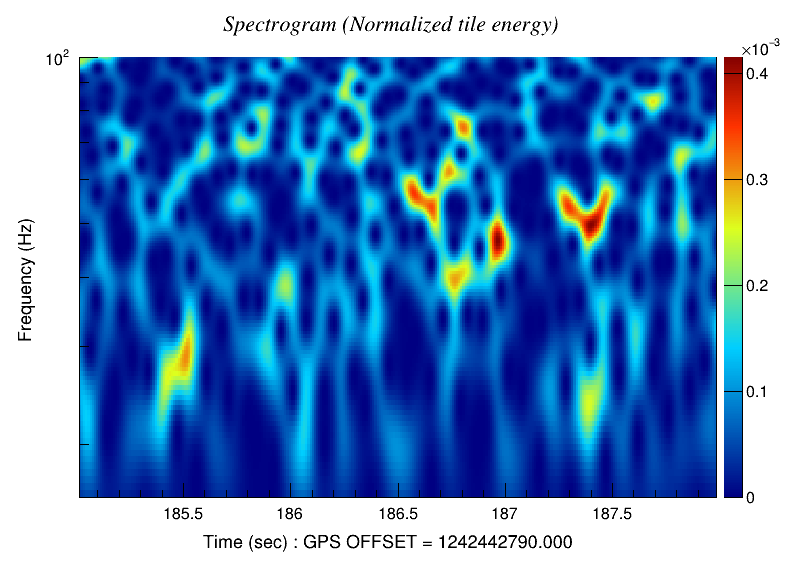 Spectrogram (Normalized tile energy)
×10⁻³
10²
0.4
0.3
0.2
0.1
0
Frequency (Hz)
185.5 186 186.5 187 187.5
Time (sec) : GPS OFFSET = 1242442790.000